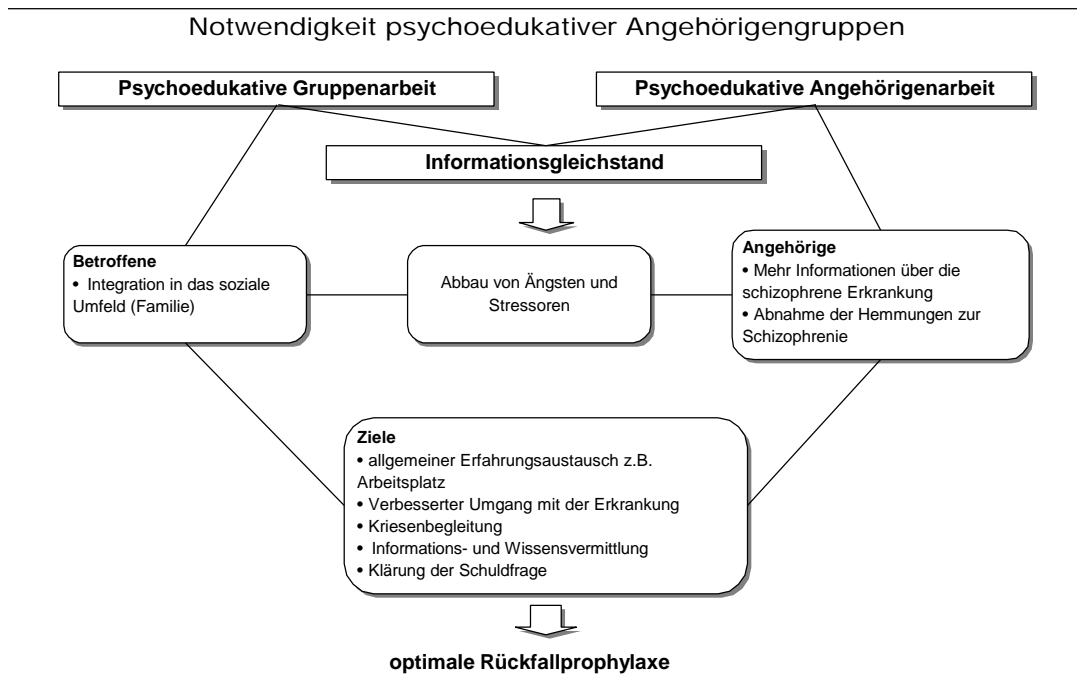 Notwendigkeit psychoedukativer Angehörigengruppen
Psychoedukative Gruppenarbeit
Psychoedukative Angehörigenarbeit
Informationsgleichstand
Betroffene
• Integration in das soziale
Umfeld (Familie)
Abbau von Ängsten und
Stressoren
Angehörige
• Mehr Informationen über die
schizophrene Erkrankung
• Abnahme der Hemmungen zur
Schizophrenie
Ziele
• allgemeiner Erfahrungsaustausch z.B.
Arbeitsplatz
• Verbesserter Umgang mit der Erkrankung
• Kriesenbegleitung
• Informations- und Wissensvermittlung
• Klärung der Schuldfrage
optimale Rückfallprophylaxe